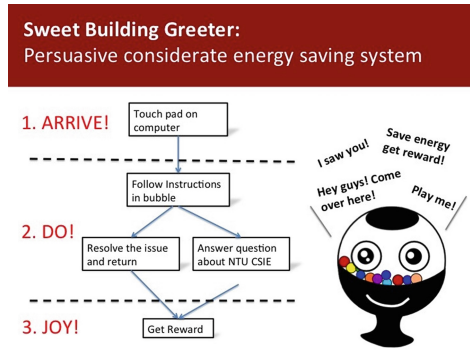 Sweet Building Greeter:
Persuasive considerate energy saving system
1. ARRIVE!
Touch pad on
computer
Follow Instructions
in bubble
2. DO!
Resolve the issue
and return
Answer question
about NTU CSIE
3. JOY!
Get Reward
I saw you!
Save energy
get reward!
Hey guys! Come
over here!
Play me!